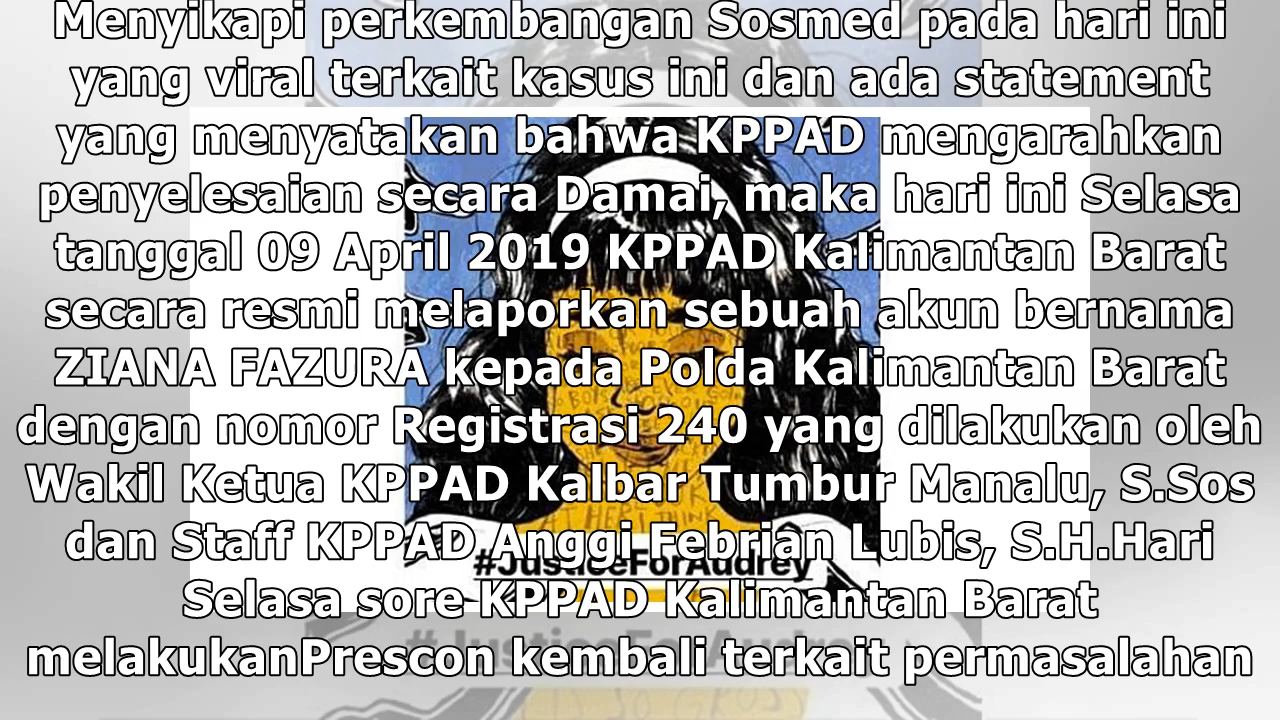 Menyikapi perkembangan Sosmed pada hari ini
yang viral terkait kasus ini dan ada statement
yang menyatakan bahwa KPPAD mengarahkan
penyelesaian secara Damai, maka hari ini Selasa
tanggal 09 April 2019 KPPAD Kalimantan Barat
secara resmi melaporkan sebuah akun bernama
ZIANA FAZURA kepada Polda Kalimantan Barat
dengan nomor Registrasi 240 yang dilakukan oleh
Wakil Ketua KPPAD Kalbar Tumbur Manalu, S.Sos
dan Staff KPPAD Anggi Febrian Lubis, S.H.Hari
#JusticeForAudrey
Selasa sore KPPAD Kalimantan Barat
melakukanPrescon kembali terkait permasalahan